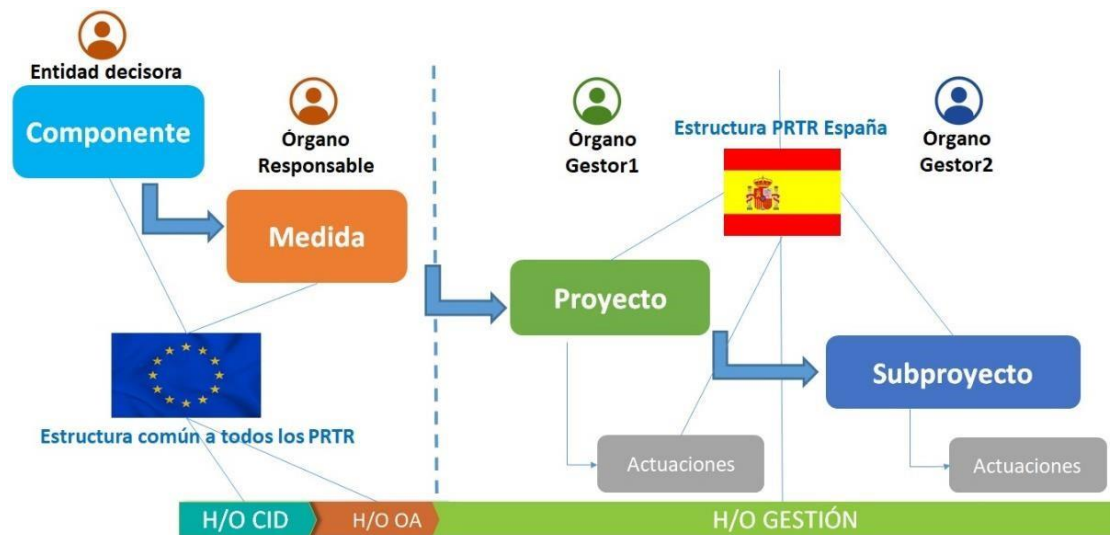 Entidad decisora
Componente
Órgano
Responsable
Medida
Estructura común a todos los PRTR
Órgano
Gestor1
Estructura PRTR España
Órgano
Gestor2
Proyecto
Subproyecto
Actuaciones
Actuaciones
H/O CID
H/O OA
H/O GESTIÓN